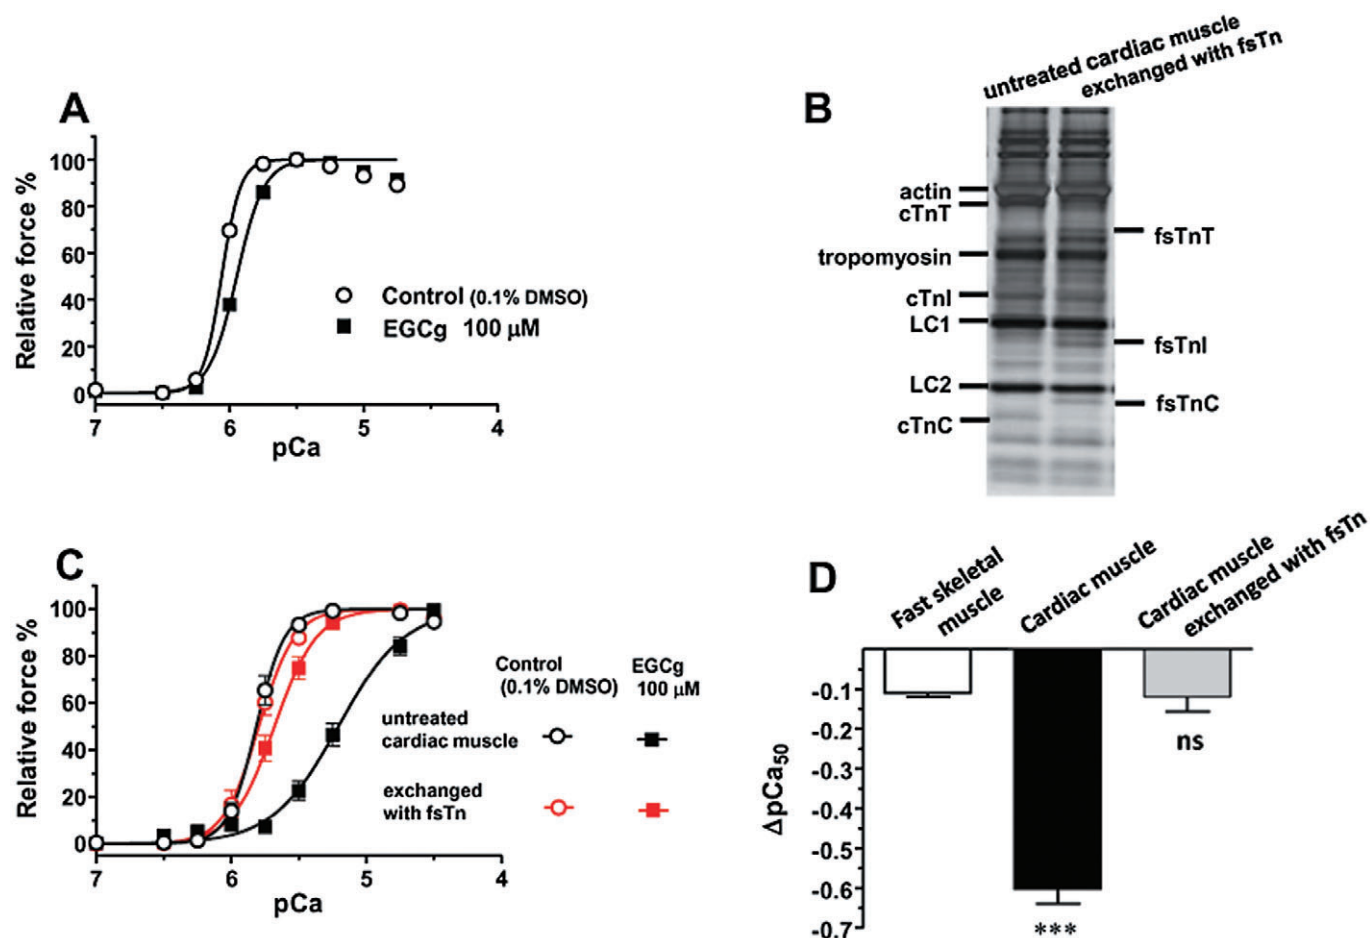 A
Relative force %
100
80
60
40
20
0
7
6
5
4
pCa
Control (0.1% DMSO)
EGCg 100 µM
B
untreated cardiac muscle
exchanged with fsTn
actin
cTnT
tropomyosin
cTnI
LC1
LC2
cTnC
fsTnT
fsTnI
fsTnC
C
Relative force %
100
80
60
40
20
0
7
6
5
4
pCa
Control
(0.1% DMSO)
EGCg
100 µM
untreated
cardiac muscle
exchanged
with fsTn
D
Fast skeletal
muscle
Cardiac muscle
Cardiac muscle
exchanged with fsTn
ΔpCa50
-0.1
-0.2
-0.3
-0.4
-0.5
-0.6
-0.7
***
ns